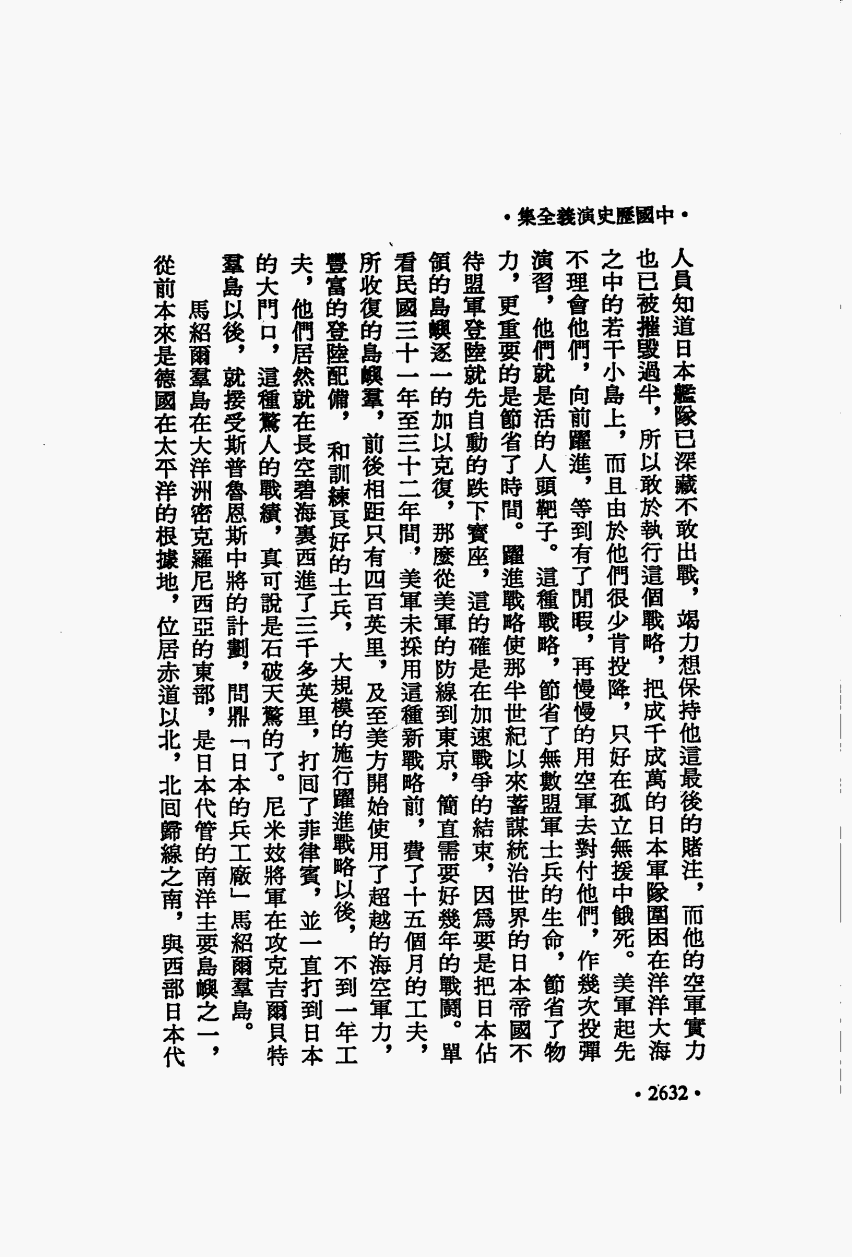 •中國歷史演義全集•
人員知道日本艦隊已深藏不敢出戰，竭力想保持他這最後的賭注，而他的空軍實力
也已被摧毀過半，所以敢於執行這個戰略，把成千成萬的日本軍隊圍困在洋洋大海
之中的若干小島上，而且由於他們很少肯投降，只好在孤立無援中餓死。美軍起先
不理會他們，向前躍進，等到有了閒暇，再慢慢的用空軍去對付他們，作幾次投彈
演習，他們就是活的人頭靶子。這種戰略，節省了無數盟軍士兵的生命，節省了物
力，更重要的是節省了時間。躍進戰略使那半世紀以來蓄謀統治世界的日本帝國不
待盟軍登陸就先自動的跌下寶座，這的確是在加速戰爭的結束，因爲要是把日本佔
領的島嶼逐一的加以克復，那麼從美軍的防線到東京，簡直需要好幾年的戰鬪。單
看民國三十一年至三十二年間，美軍未採用這種新戰略前，費了十五個月的工夫，
所收復的島嶼羣，前後相距只有四百英里，及至美方開始使用了超越的海空軍力，
豐富的登陸配備，和訓練良好的士兵，大規模的施行躍進戰略以後，不到一年工
夫，他們居然就在長空碧海裏西進了三千多英里，打囘了菲律賓，並一直打到日本
的大門口，這種驚人的戰績，真可說是石破天驚的了。尼米玆將軍在攻克吉爾貝特
羣島以後，就接受斯普魯恩斯中將的計劃，問鼎「日本的兵工廠」馬紹爾羣島。
馬紹爾羣島在大洋洲密克羅尼西亞的東部，是日本代管的南洋主要島嶼之一，
從前本來是德國在太平洋的根據地，位居赤道以北，北囘歸線之南，與西部日本代
•2632•